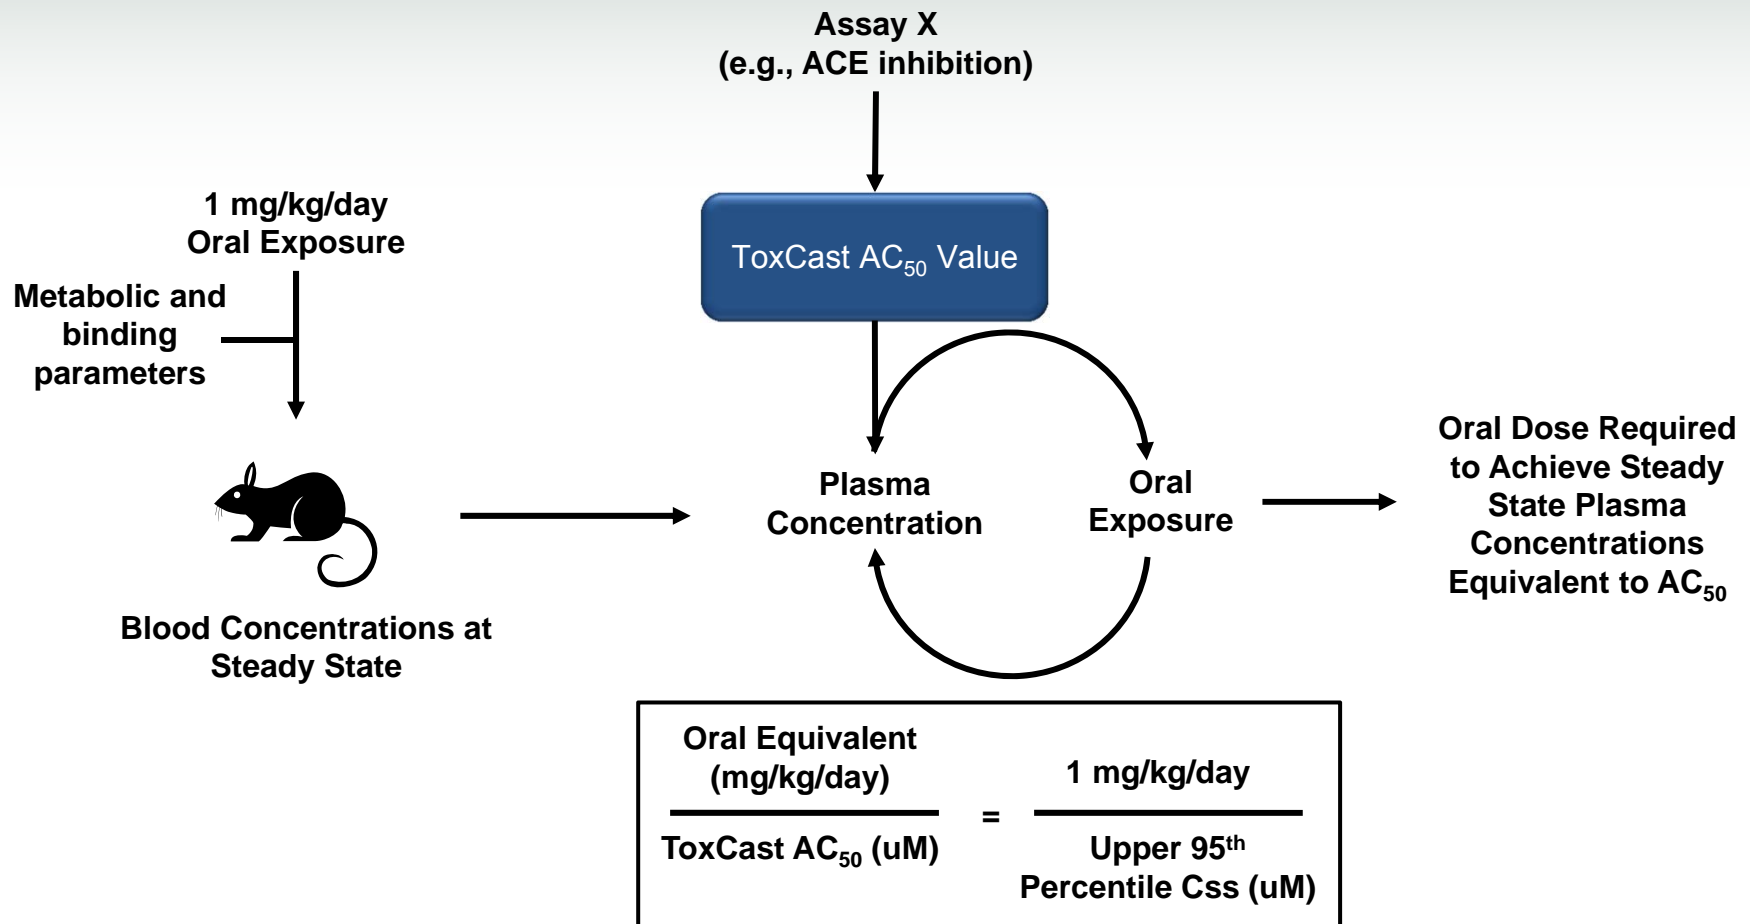 Assay X
(e.g., ACE inhibition)
ToxCast AC₅₀ Value
1 mg/kg/day
Oral Exposure
Metabolic and
binding
parameters
Blood Concentrations at
Steady State
Plasma
Concentration
Oral
Exposure
Oral Dose Required
to Achieve Steady
State Plasma
Concentrations
Equivalent to AC₅₀
Oral Equivalent
(mg/kg/day)
ToxCast AC₅₀ (uM)
=
1 mg/kg/day
Upper 95ᵗʰ
Percentile Css (uM)